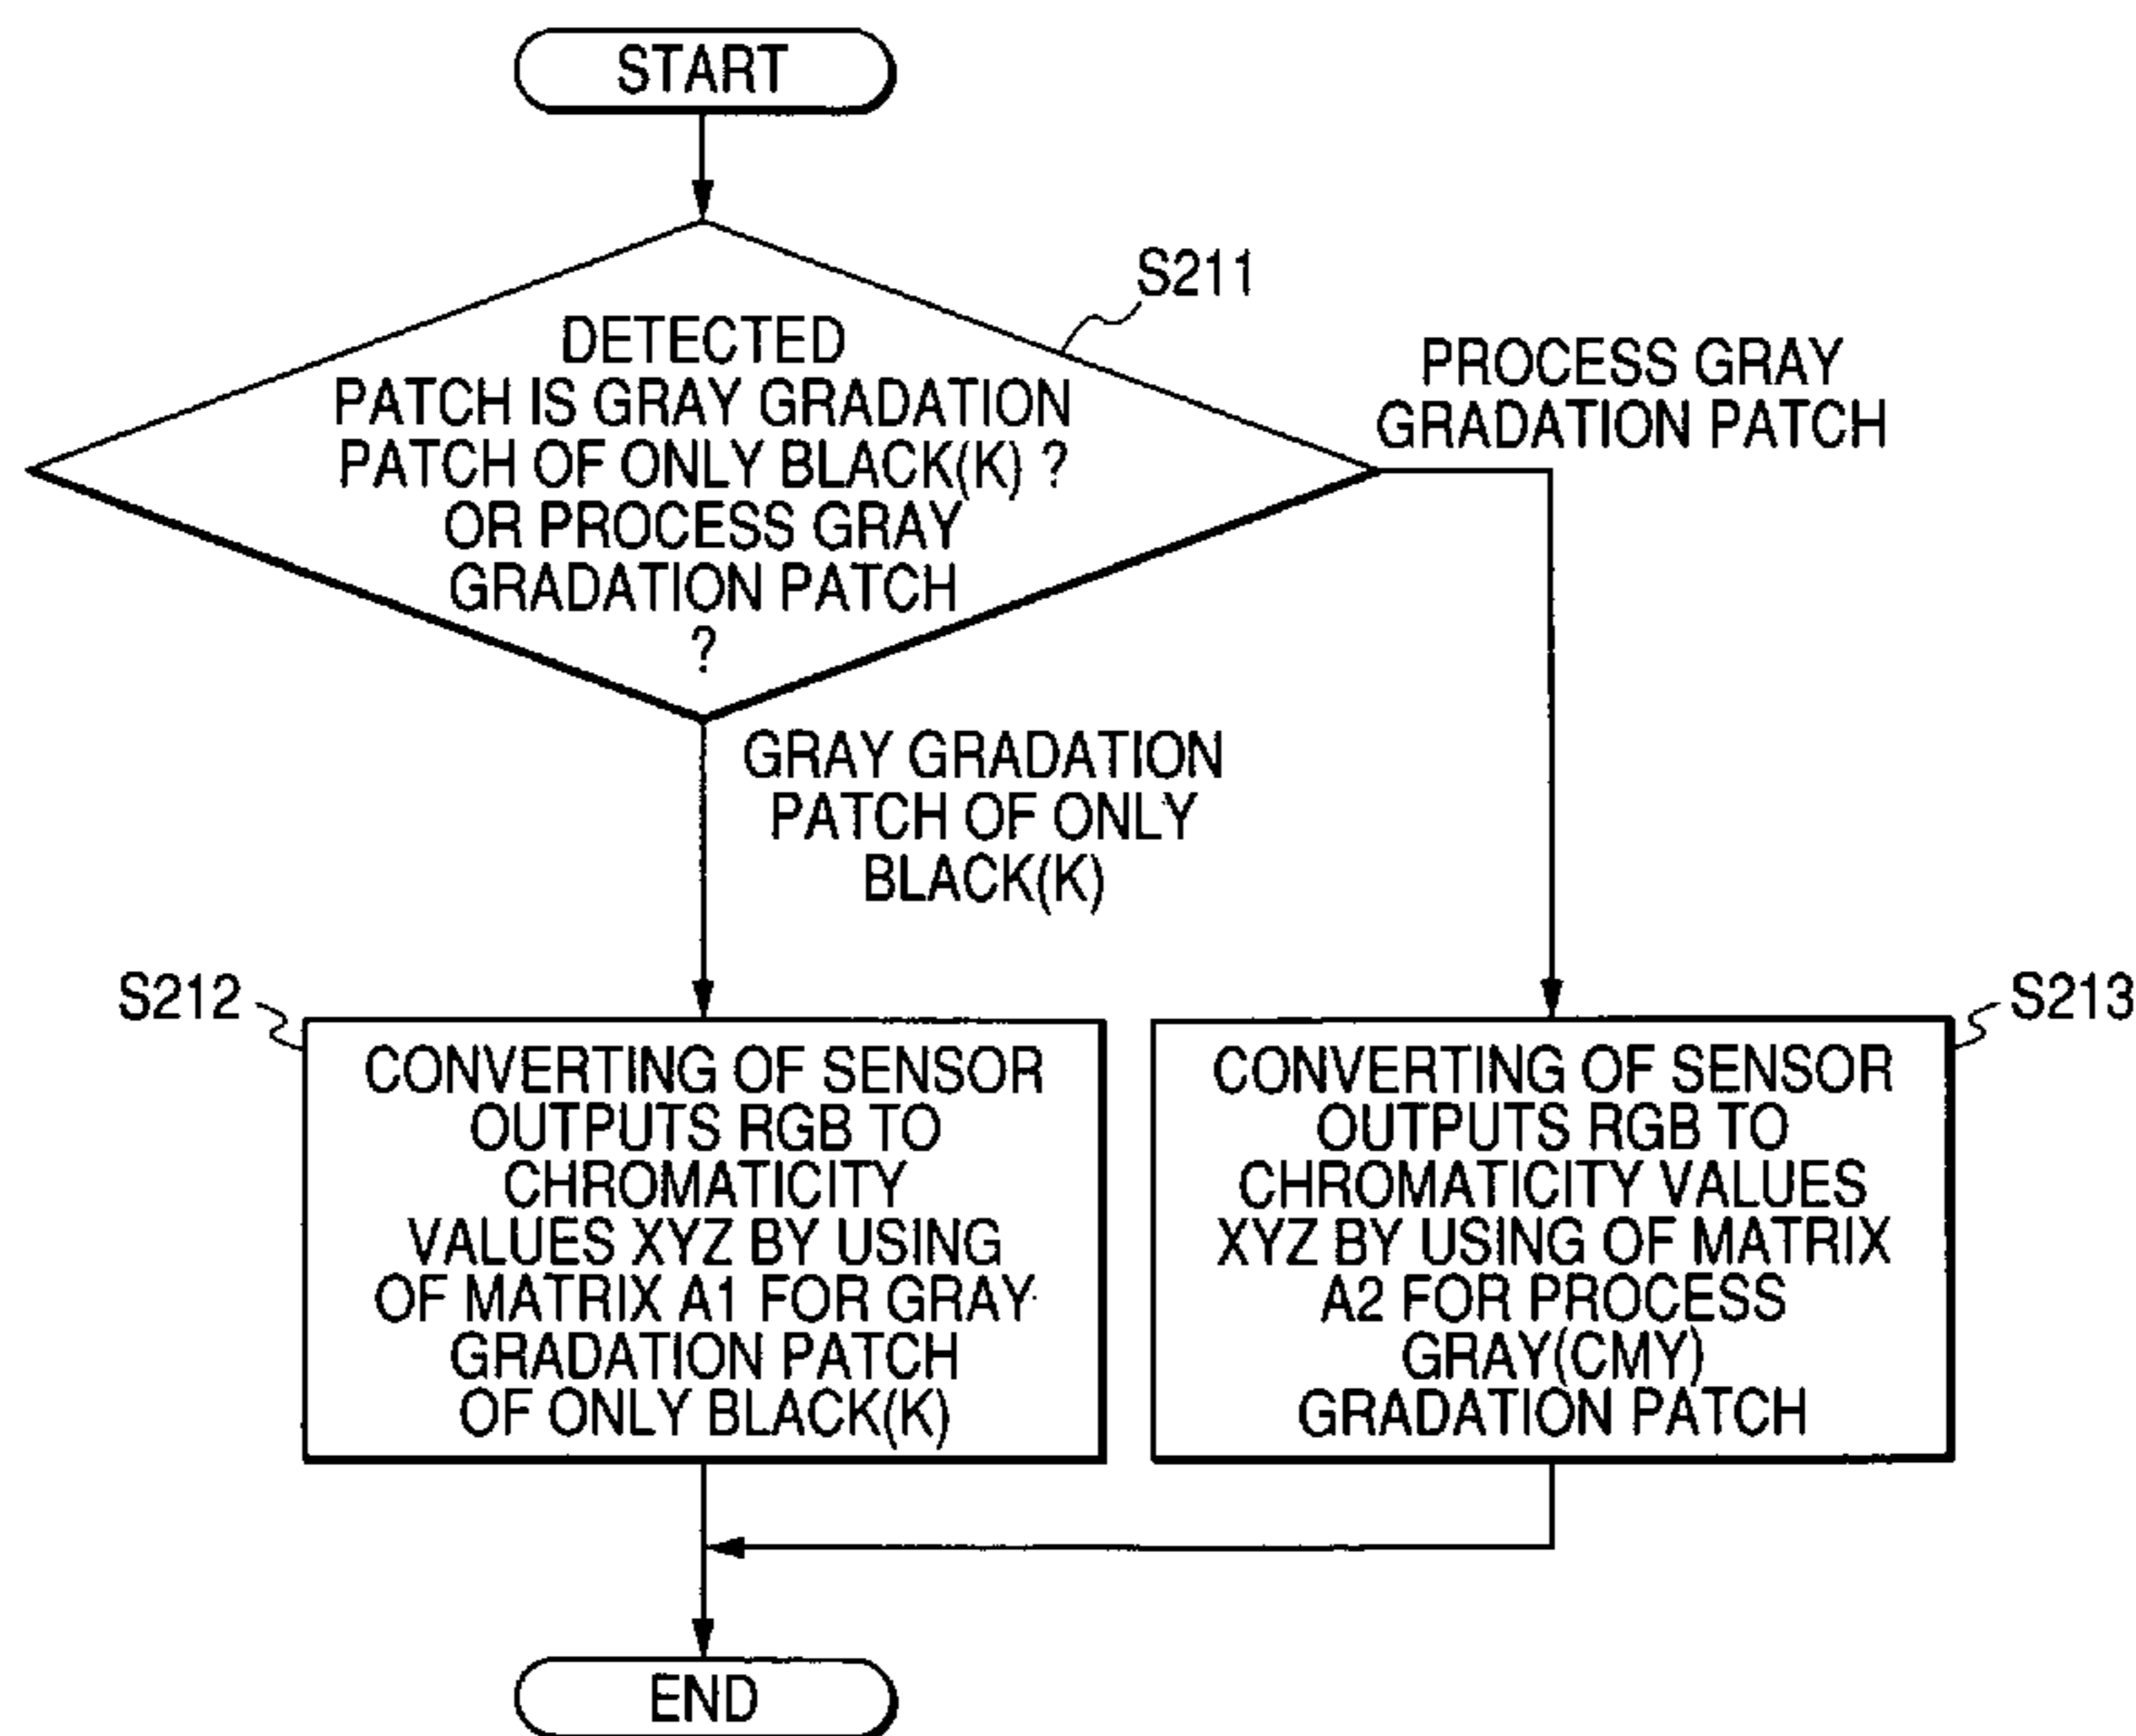 START
S211
DETECTED
PATCH IS GRAY GRADATION
PATCH OF ONLY BLACK(K) ?
OR PROCESS GRAY
GRADATION PATCH
?
PROCESS GRAY
GRADATION PATCH
GRAY GRADATION
PATCH OF ONLY
BLACK(K)
S212
CONVERTING OF SENSOR
OUTPUTS RGB TO
CHROMATICITY
VALUES XYZ BY USING
OF MATRIX A1 FOR GRAY
GRADATION PATCH
OF ONLY BLACK(K)
S213
CONVERTING OF SENSOR
OUTPUTS RGB TO
CHROMATICITY VALUES
XYZ BY USING OF MATRIX
A2 FOR PROCESS
GRAY(CMY)
GRADATION PATCH
END